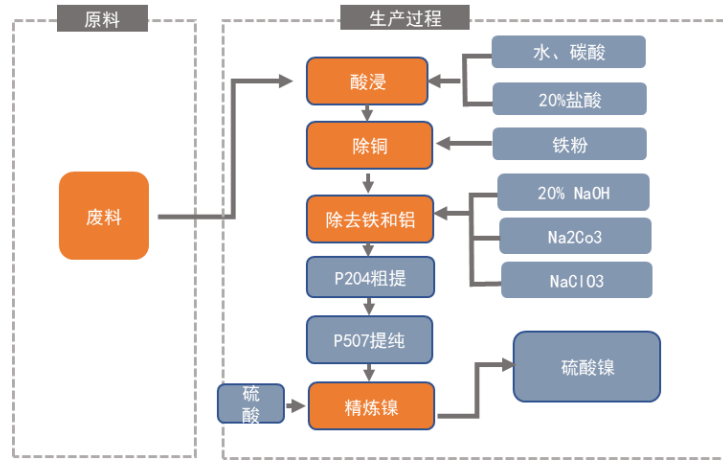 原料
生产过程
酸浸
水、碳酸
20%盐酸
除铜
铁粉
废料
除去铁和铝
20% NaOH
Na2Co3
NaClO3
P204粗提
P507提纯
硫
酸
精炼镍
硫酸镍